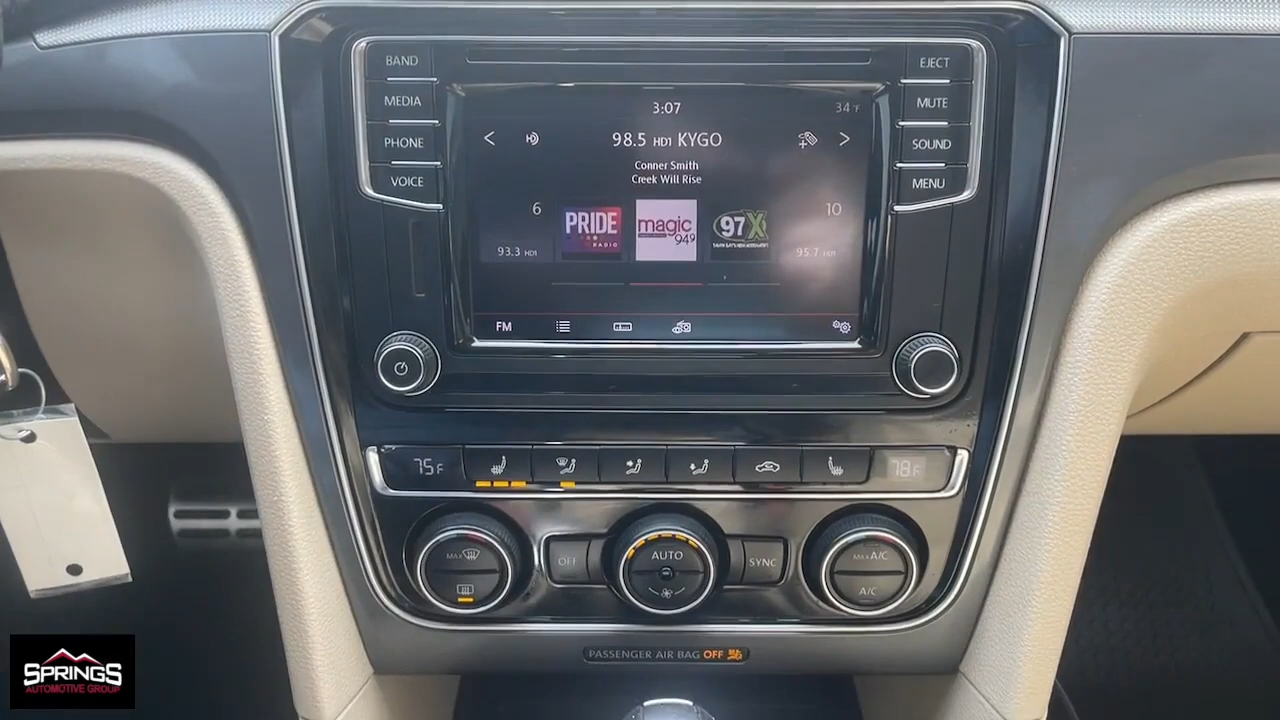 BAND
MEDIA
PHONE
VOICE
EJECT
MUTE
SOUND
MENU
3:07
34°F
98.5 HD1 KYGO
Conner Smith
Creek Will Rise
6
93.3 HD1
PRIDE
RADIO
magic
94.9
97X
10
95.7 HD1
FM
75°F
78°F
MAX
OFF
AUTO
SYNC
MAX A/C
A/C
PASSENGER AIR BAG OFF
SPRINGS
AUTOMOTIVE GROUP